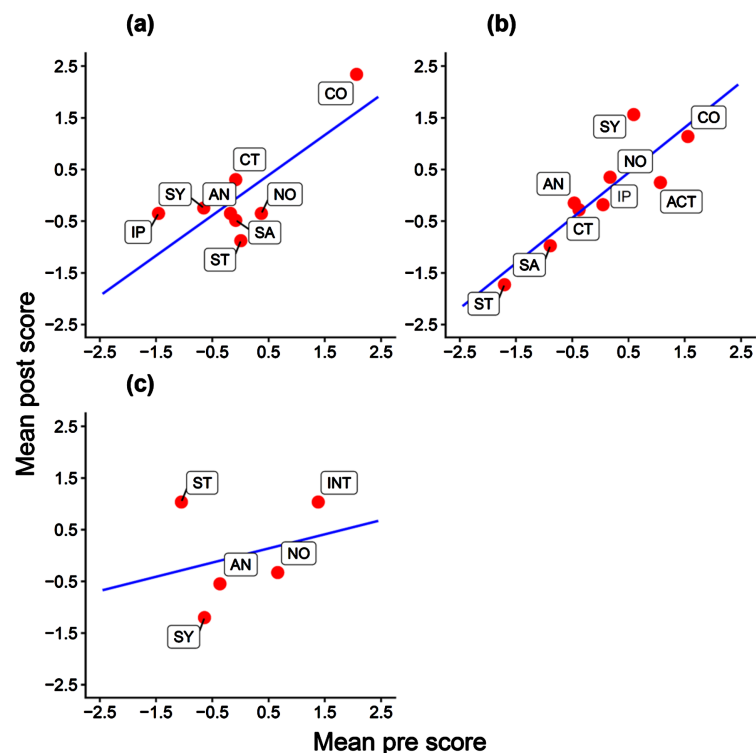 (a)
2.5
1.5
0.5
−0.5
−1.5
−2.5
−2.5 −1.5 −0.5 0.5 1.5 2.5
CO
CT
SY AN NO
IP
SA
ST
(b)
2.5
1.5
0.5
−0.5
−1.5
−2.5
−2.5 −1.5 −0.5 0.5 1.5 2.5
CO
SY
NO
AN
IP
ACT
CT
SA
ST
(c)
2.5
1.5
0.5
−0.5
−1.5
−2.5
−2.5 −1.5 −0.5 0.5 1.5 2.5
ST INT
NO
AN
SY
Mean post score
Mean pre score